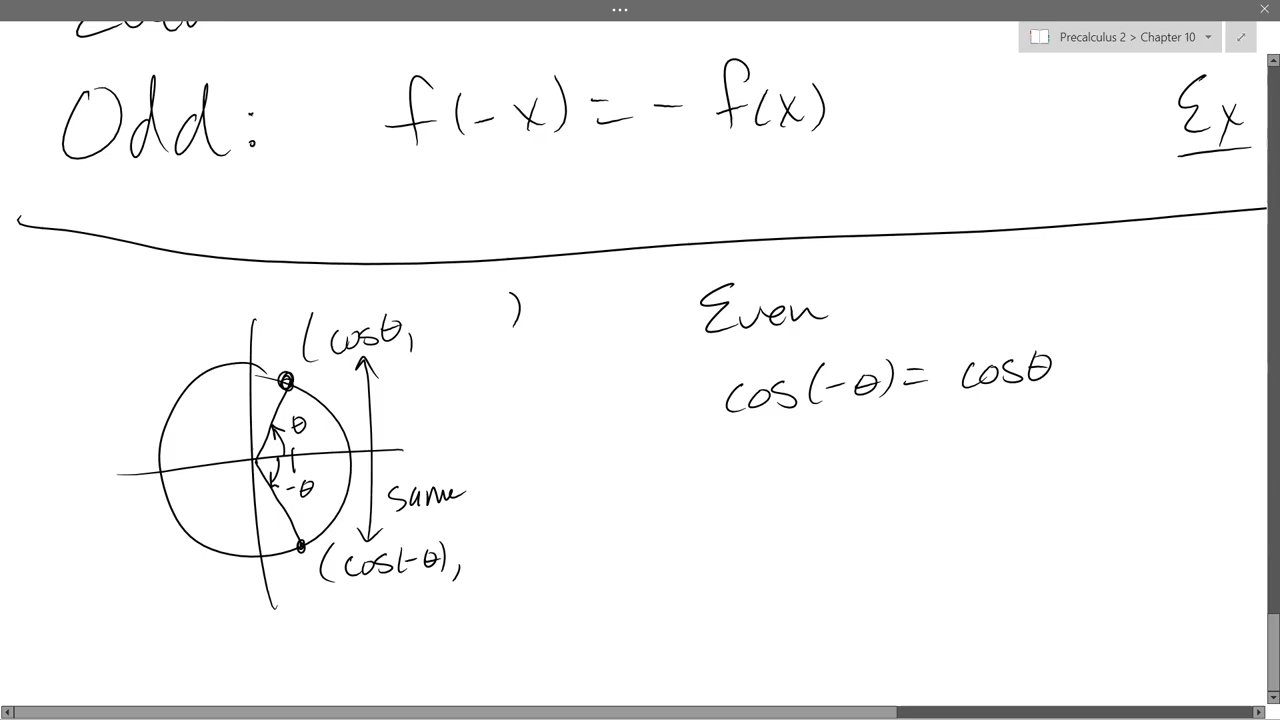 Precalculus 2 > Chapter 10
Odd: f(-x) = - f(x) Ex
(cosθ, )
Even
cos(-θ) = cosθ
θ
-θ
same
(cos(-θ),